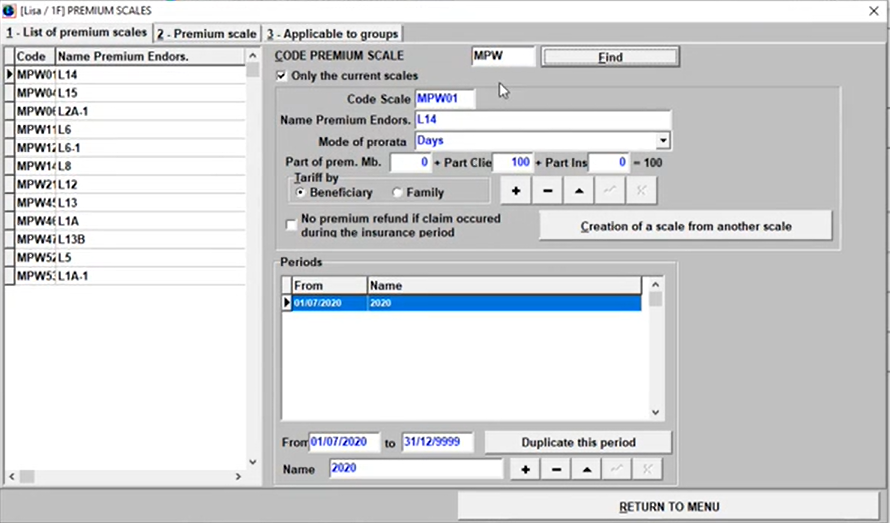 [Lisa / 1F] PREMIUM SCALES
1 - List of premium scales
2 - Premium scale
3 - Applicable to groups
Code Name Premium Endors.
MPW01 L14
MPW04 L15
MPW06 L2A-1
MPW11 L6
MPW12 L6-1
MPW14 L8
MPW21 L12
MPW45 L13
MPW46 L1A
MPW47 L13B
MPW52 L5
MPW53 L1A-1
CODE PREMIUM SCALE MPW Find
Only the current scales
Code Scale MPW01
Name Premium Endors. L14
Mode of prorata Days
Part of prem. Mb. 0 + Part Clie 100 + Part Ins 0 = 100
Tariff by
Beneficiary Family
No premium refund if claim occured
during the insurance period
Creation of a scale from another scale
Periods
From Name
01/07/2020 2020
From 01/07/2020 to 31/12/9999 Duplicate this period
Name 2020
RETURN TO MENU